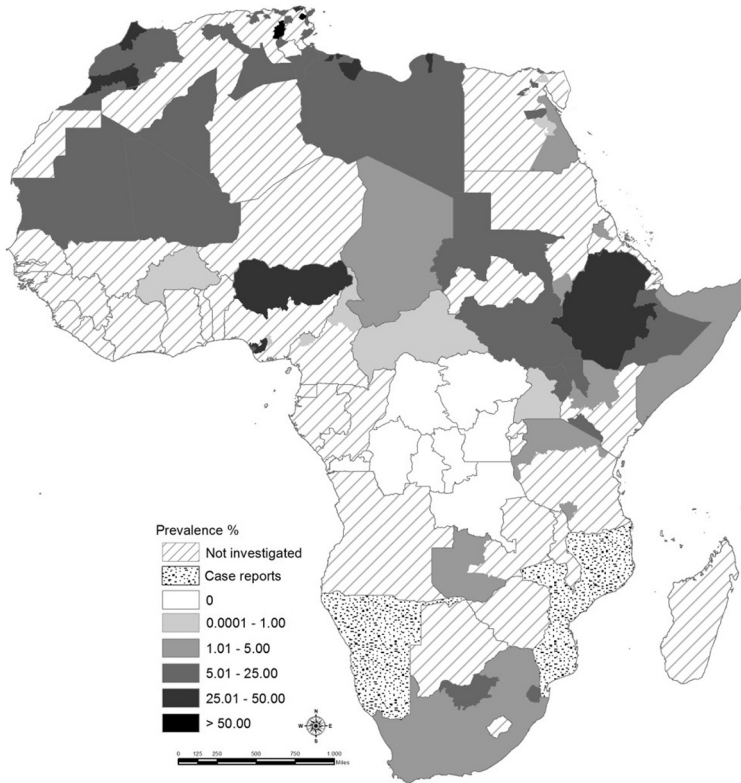 Prevalence %
Not investigated
Case reports
0
0.0001 - 1.00
1.01 - 5.00
5.01 - 25.00
25.01 - 50.00
> 50.00
N
W E
S
0 125 250 500 750 1.000
Miles